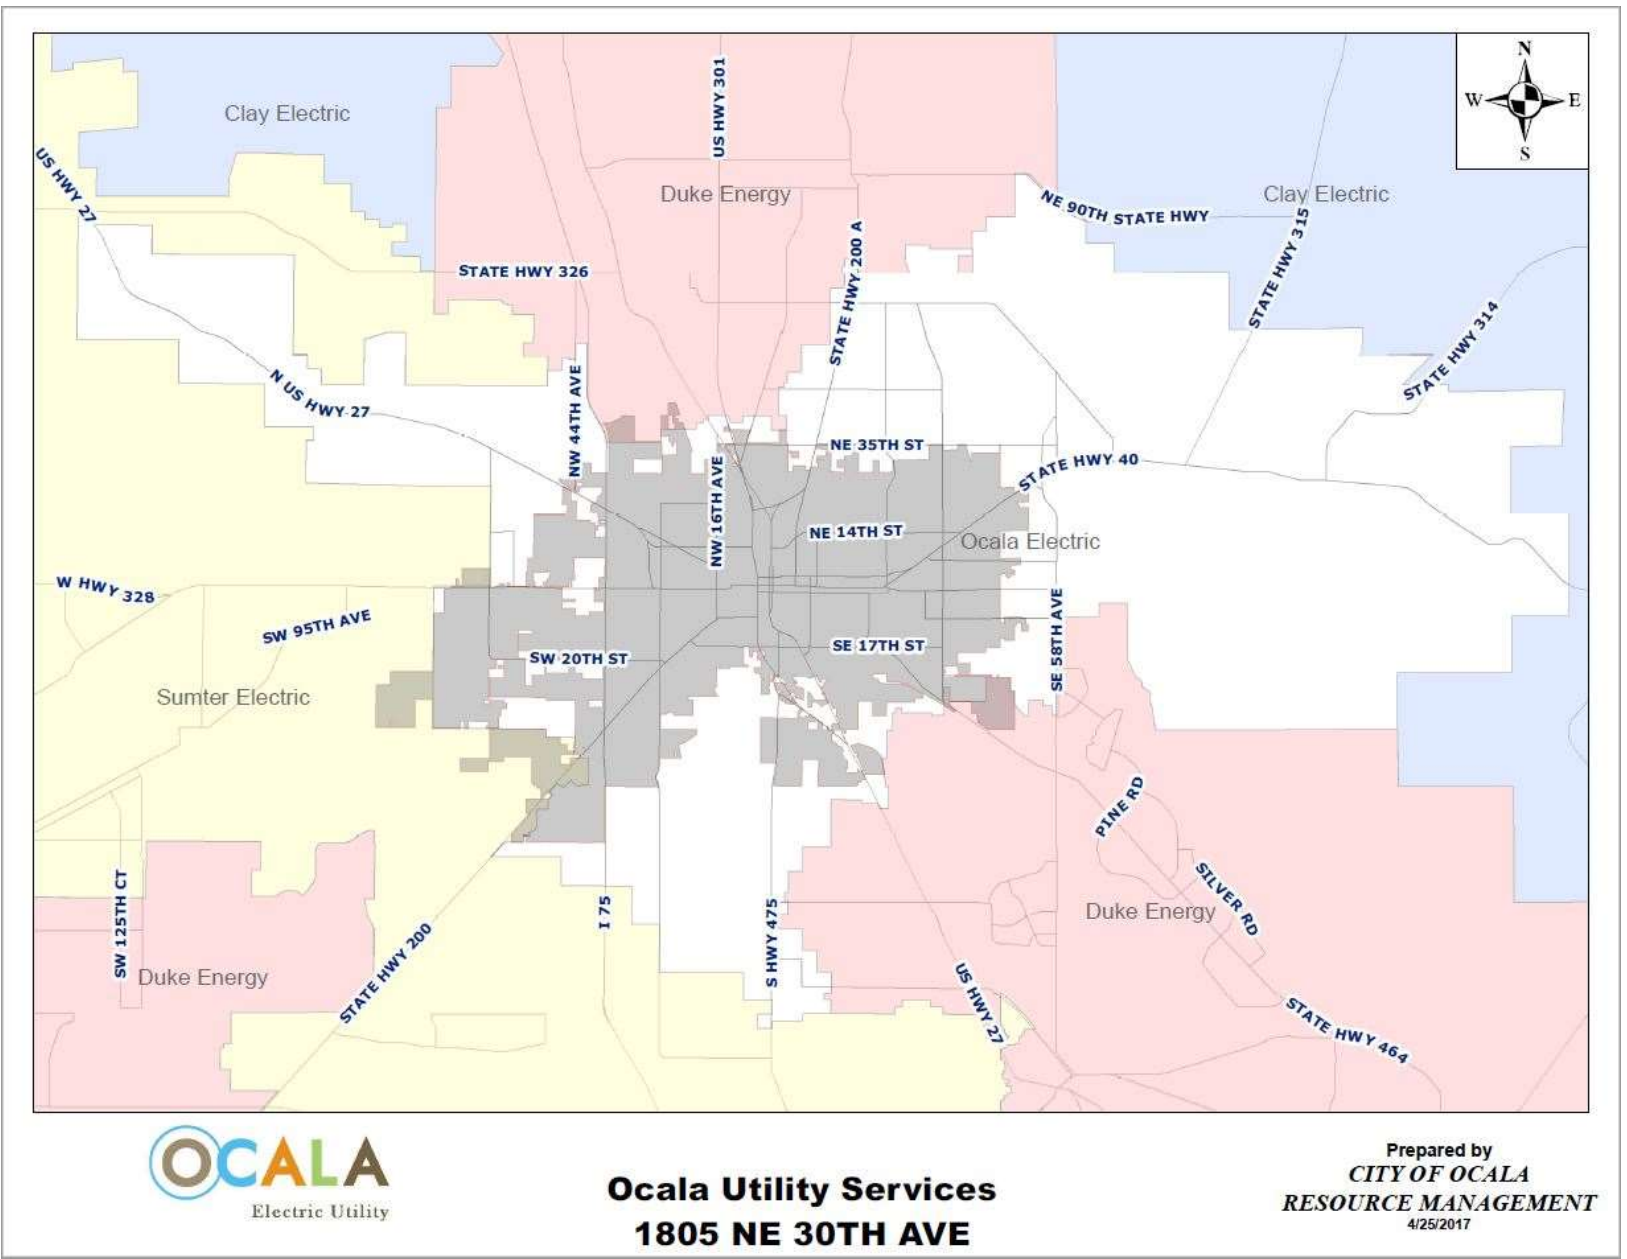 N
W E
S
US HWY 301
Clay Electric
US HWY 27
Duke Energy
Clay Electric
NE 90TH STATE HWY
STATE HWY 315
STATE HWY 200 A
STATE HWY 326
STATE HWY 314
N US HWY 27
NW 44TH AVE
NE 35TH ST
STATE HWY 40
NW 16TH AVE
NE 14TH ST
Ocala Electric
W HWY 328
SW 95TH AVE
SE 58TH AVE
SE 17TH ST
SW 20TH ST
Sumter Electric
PINE RD
SILVER RD
SW 125TH CT
I 75
S HWY 475
Duke Energy
STATE HWY 200
Duke Energy
US HWY 27
STATE HWY 464
OCALA
Electric Utility
Ocala Utility Services
1805 NE 30TH AVE
Prepared by
CITY OF OCALA
RESOURCE MANAGEMENT
4/25/2017